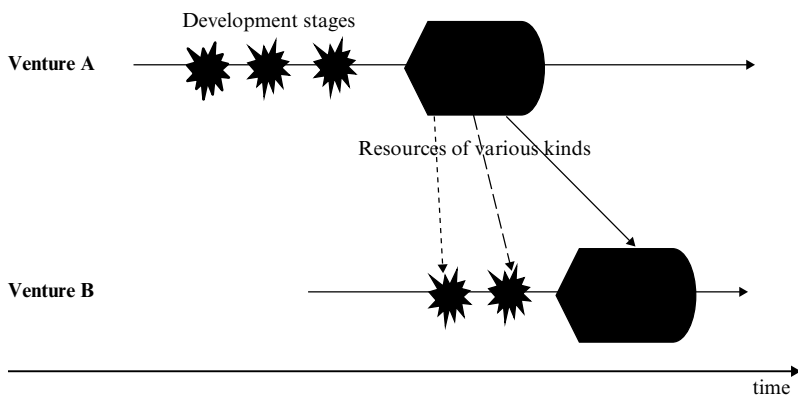 Development stages
Venture A
Resources of various kinds
Venture B
time